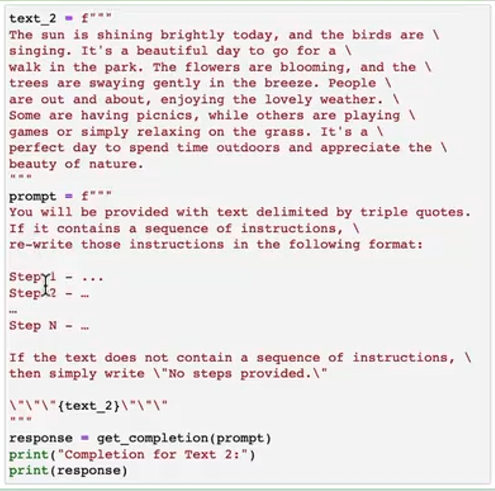 text_2 = f"""
The sun is shining brightly today, and the birds are \
singing. It's a beautiful day to go for a \
walk in the park. The flowers are blooming, and the \
trees are swaying gently in the breeze. People \
are out and about, enjoying the lovely weather. \
Some are having picnics, while others are playing \
games or simply relaxing on the grass. It's a \
perfect day to spend time outdoors and appreciate the \
beauty of nature.
"""
prompt = f"""
You will be provided with text delimited by triple quotes.
If it contains a sequence of instructions, \
re-write those instructions in the following format:

Step 1 - ...
Step 2 - …
…
Step N - …

If the text does not contain a sequence of instructions, \
then simply write \"No steps provided.\"

\"\"\"{text_2}\"\"\"
"""
response = get_completion(prompt)
print("Completion for Text 2:")
print(response)